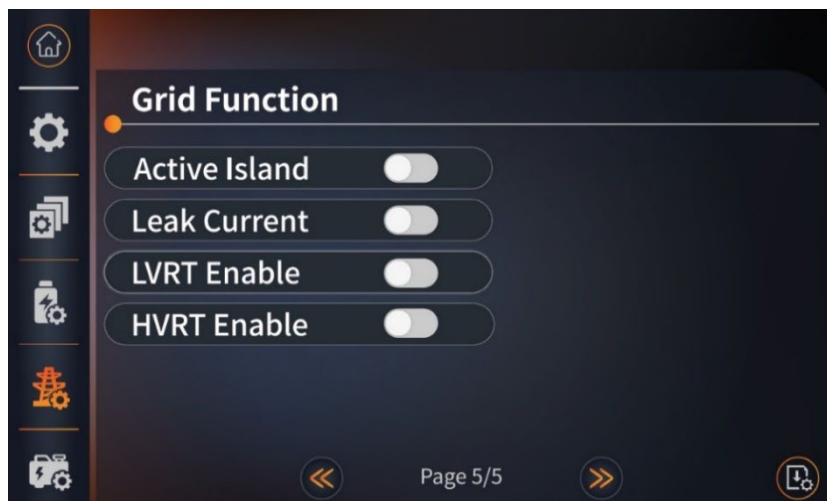 Grid Function
Active Island
Leak Current
LVRT Enable
HVRT Enable
Page 5/5